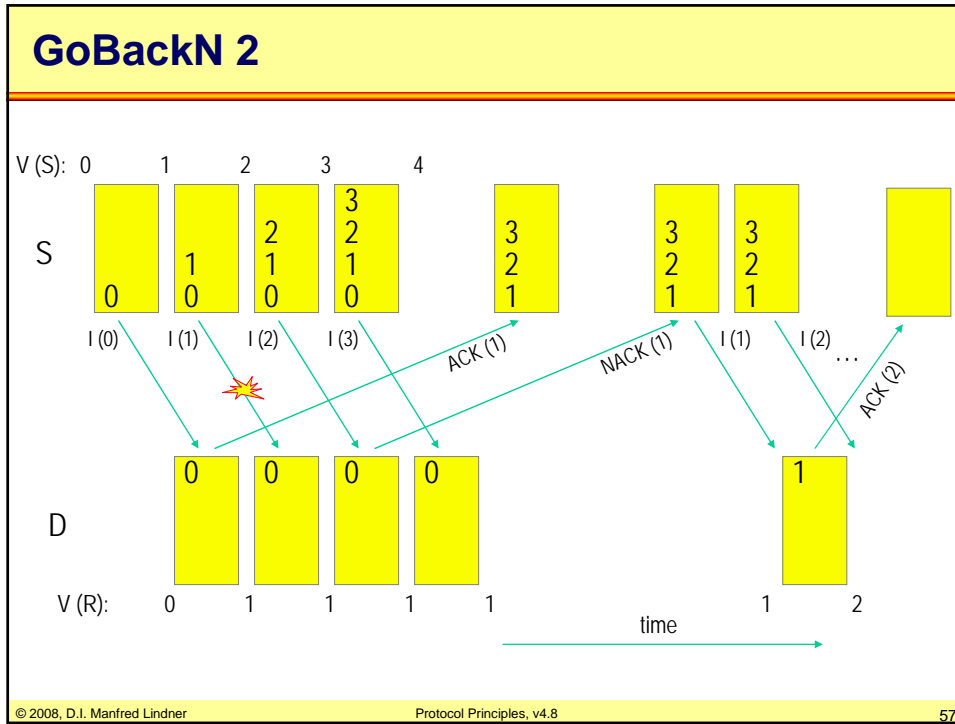 GoBackN 2
V (S): 0 1 2 3 4
3
2 3 3 3
S 1 2 2 2
1 1 1 1
0 0 0 0
I (0) I (1) I (2) I (3) ACK (1) NACK (1) I (1) I (2) ... ACK (2)
0 0 0 0 1
D
V (R): 0 1 1 1 1 1 2
time
© 2008, D.I. Manfred Lindner Protocol Principles, v4.8 57